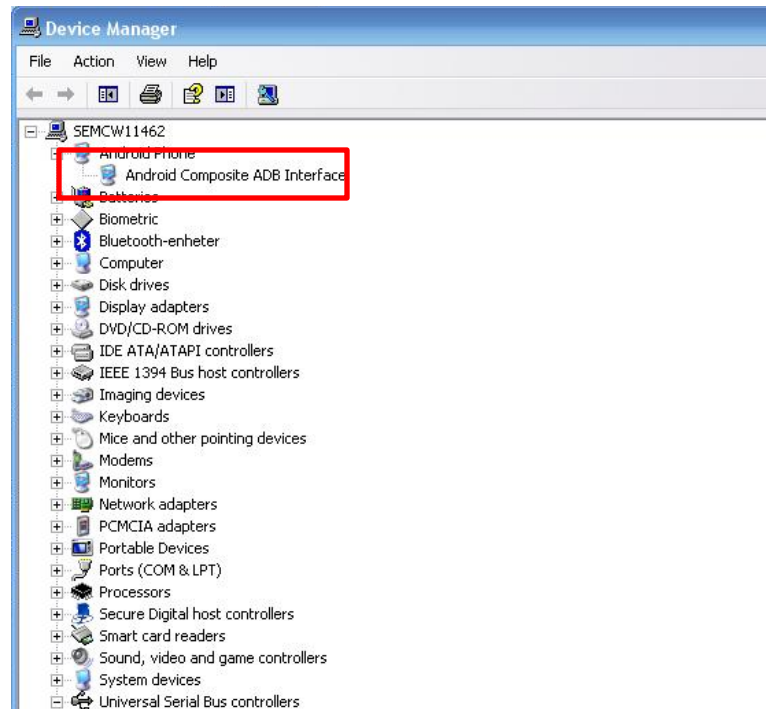 Device Manager
File Action View Help
SEMCW11462
Android Phone
Android Composite ADB Interface
Batteries
Biometric
Bluetooth-enheter
Computer
Disk drives
Display adapters
DVD/CD-ROM drives
IDE ATA/ATAPI controllers
IEEE 1394 Bus host controllers
Imaging devices
Keyboards
Mice and other pointing devices
Modems
Monitors
Network adapters
PCMCIA adapters
Portable Devices
Ports (COM & LPT)
Processors
Secure Digital host controllers
Smart card readers
Sound, video and game controllers
System devices
Universal Serial Bus controllers